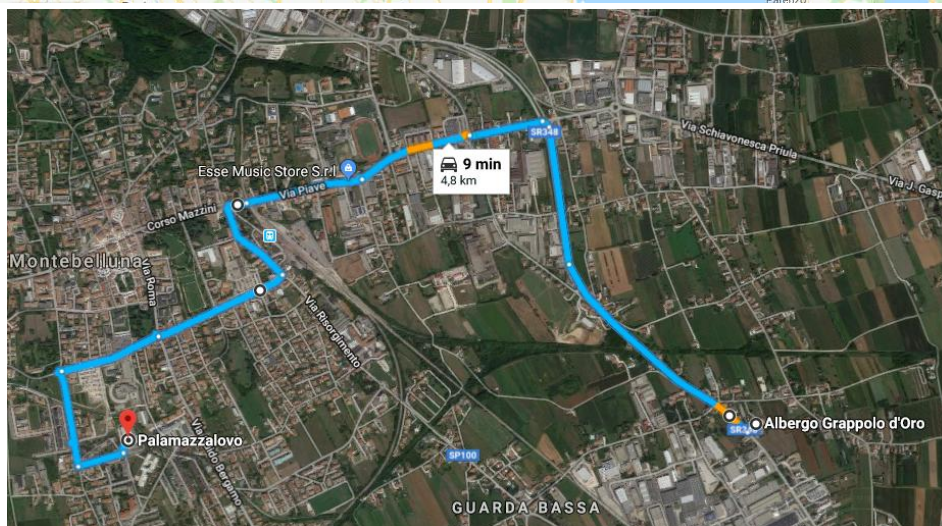 SR348
Via Schiavonesca Priula
9 min
Esse Music Store S.r.l
4,8 km
Via Piave
Via J. Gasp
Corso Mazzini
Montebelluna
Via Roma
Via Risorgimento
Albergo Grappolo d'Oro
Palamazzalovo
SP100
GUARDA BASSA